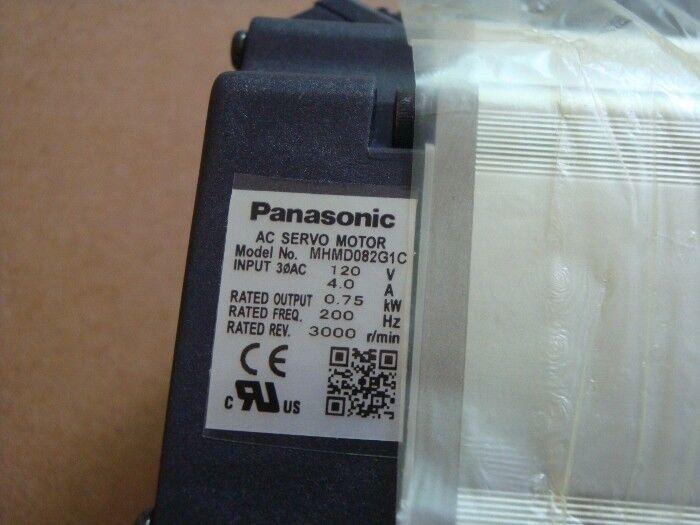 Panasonic
AC SERVO MOTOR
Model No. MHMD082G1C
INPUT 3ØAC 120 V
4.0 A
RATED OUTPUT 0.75 kW
RATED FREQ. 200 Hz
RATED REV. 3000 r/min
CE
c RU US